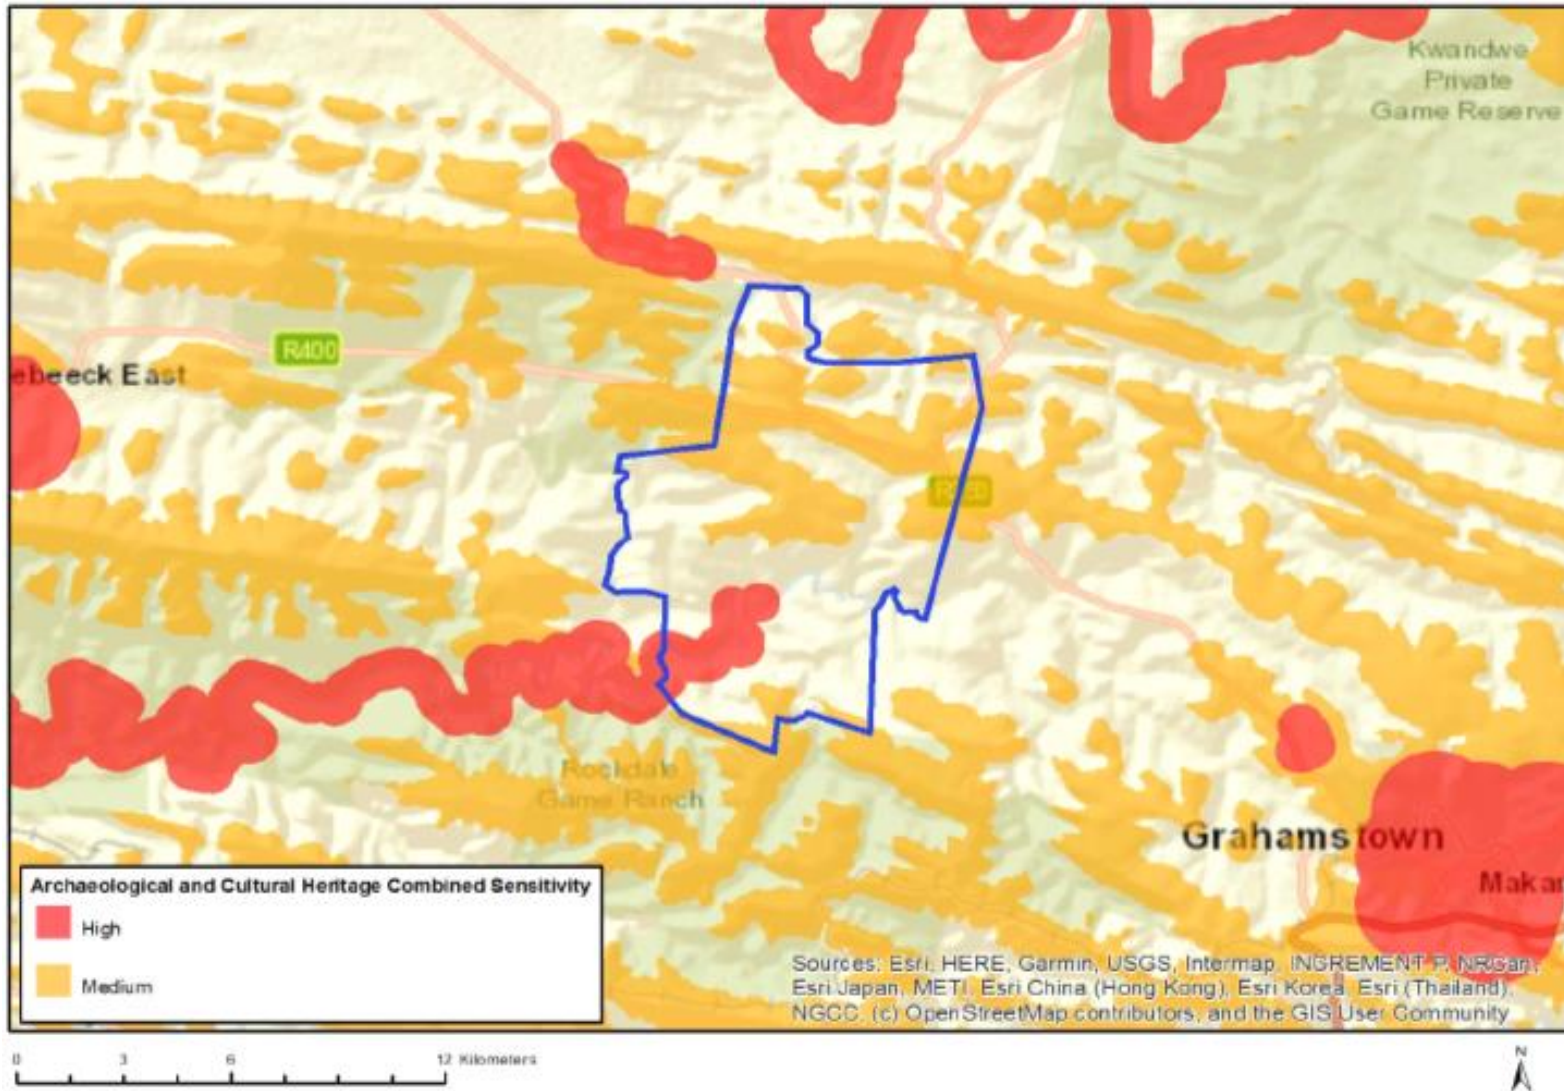 Kwandwe
Private
Game Reserve
R400
ebeeck East
Rockdale
Game Ranch
Grahamstown
Makan
Archaeological and Cultural Heritage Combined Sensitivity
High
Medium
Sources: Esri, HERE, Garmin, USGS, Intermap, INCREMENT P, NRCan,
Esri Japan, METI, Esri China (Hong Kong), Esri Korea, Esri (Thailand),
NGCC, (c) OpenStreetMap contributors, and the GIS User Community
0 3 6 12 Kilometers
N